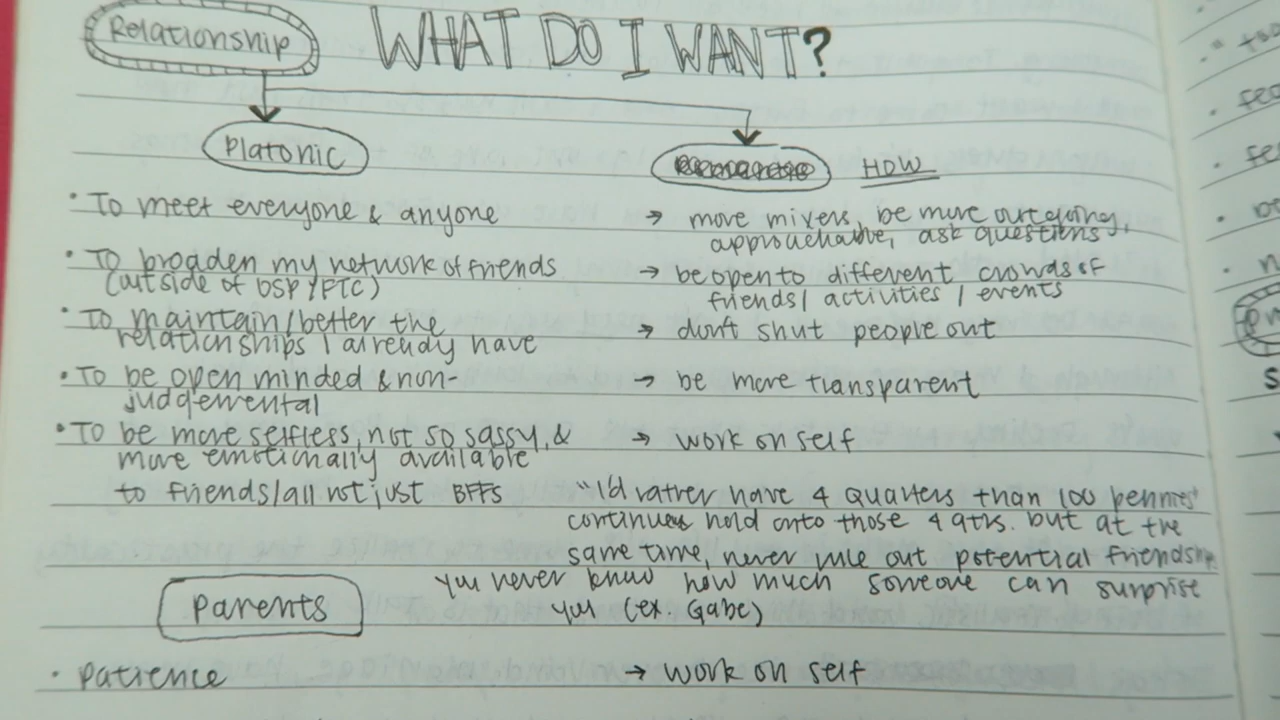 Relationship
WHAT DO I WANT?
Platonic
HOW
• To meet everyone & anyone → more mixers, be more outgoing,
approachable, ask questions
• To broaden my network of friends → be open to different crowds of
(outside of DSP/FTC) friends/ activities / events
• To maintain/better the → don't shut people out
relationships I already have
• To be open minded & non- → be more transparent
judgemental
• To be more selfless, not so sassy, & → work on self
more emotionally available
to friends/all not just BFFs "I'd rather have 4 quarters than 100 pennies"
continue hold onto those 4 qtrs. but at the
same time, never rule out potential friendship
you never know how much someone can surprise
you (ex. Gabe)
Parents
• Patience → work on self